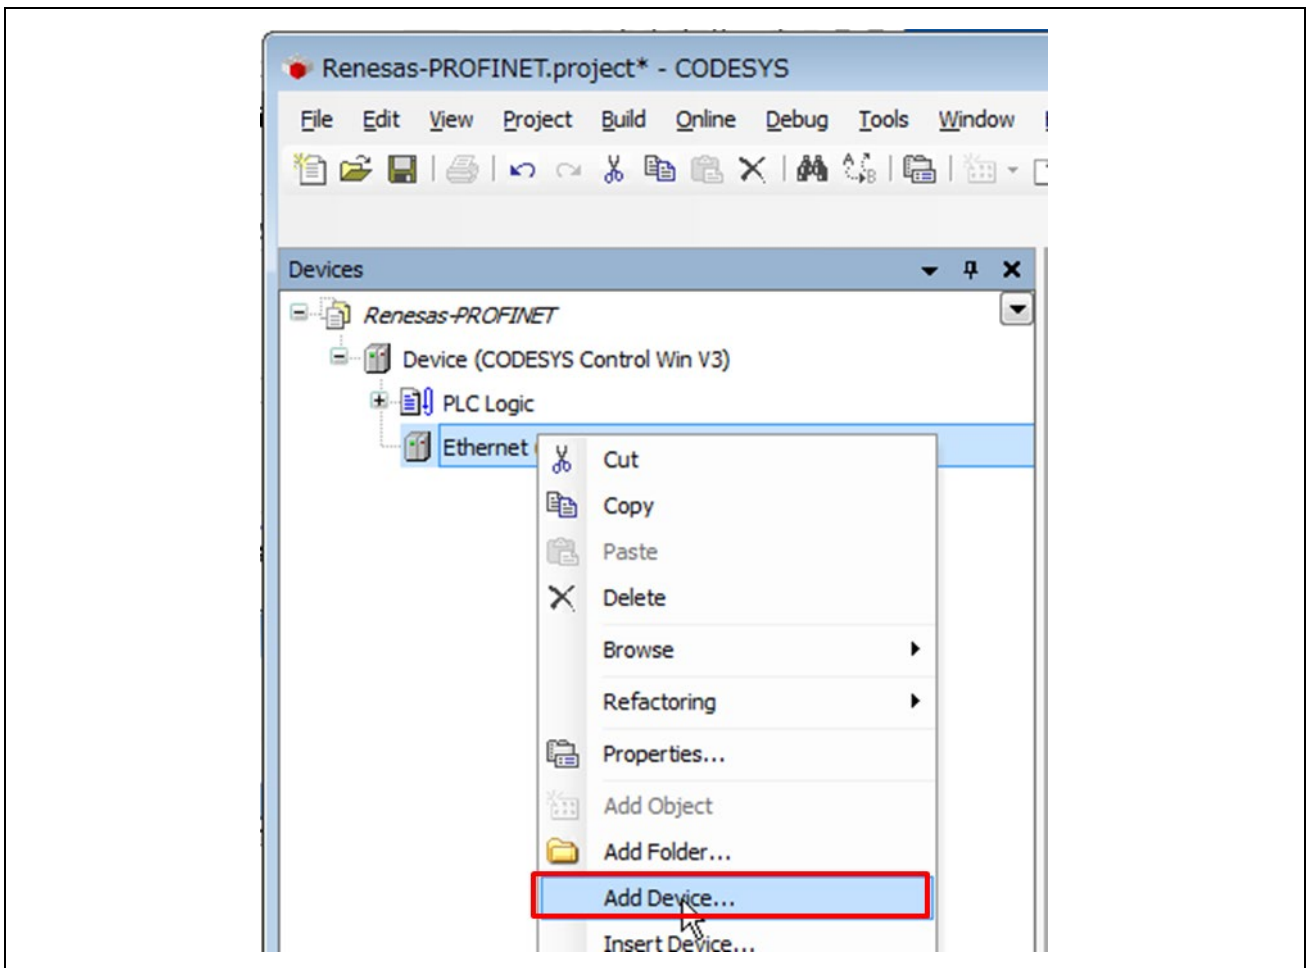 Renesas-PROFINET.project* - CODESYS
File Edit View Project Build Online Debug Tools Window
Devices
Renesas-PROFINET
Device (CODESYS Control Win V3)
PLC Logic
Ethernet
Cut
Copy
Paste
Delete
Browse
Refactoring
Properties...
Add Object
Add Folder...
Add Device...
Insert Device...